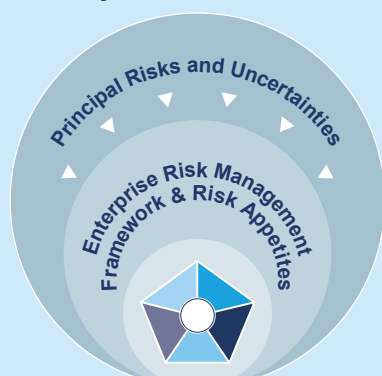 Principal Risks and Uncertainties
Enterprise Risk Management
Framework & Risk Appetites